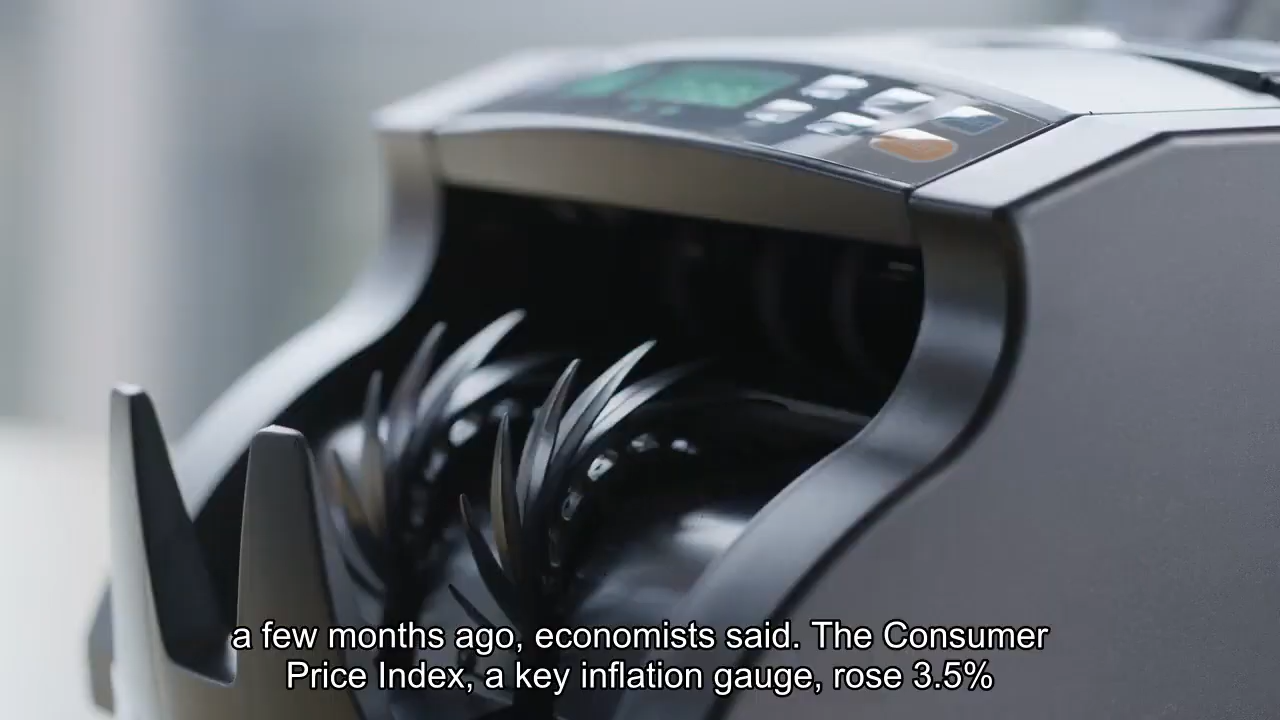 a few months ago, economists said. The Consumer
Price Index, a key inflation gauge, rose 3.5%